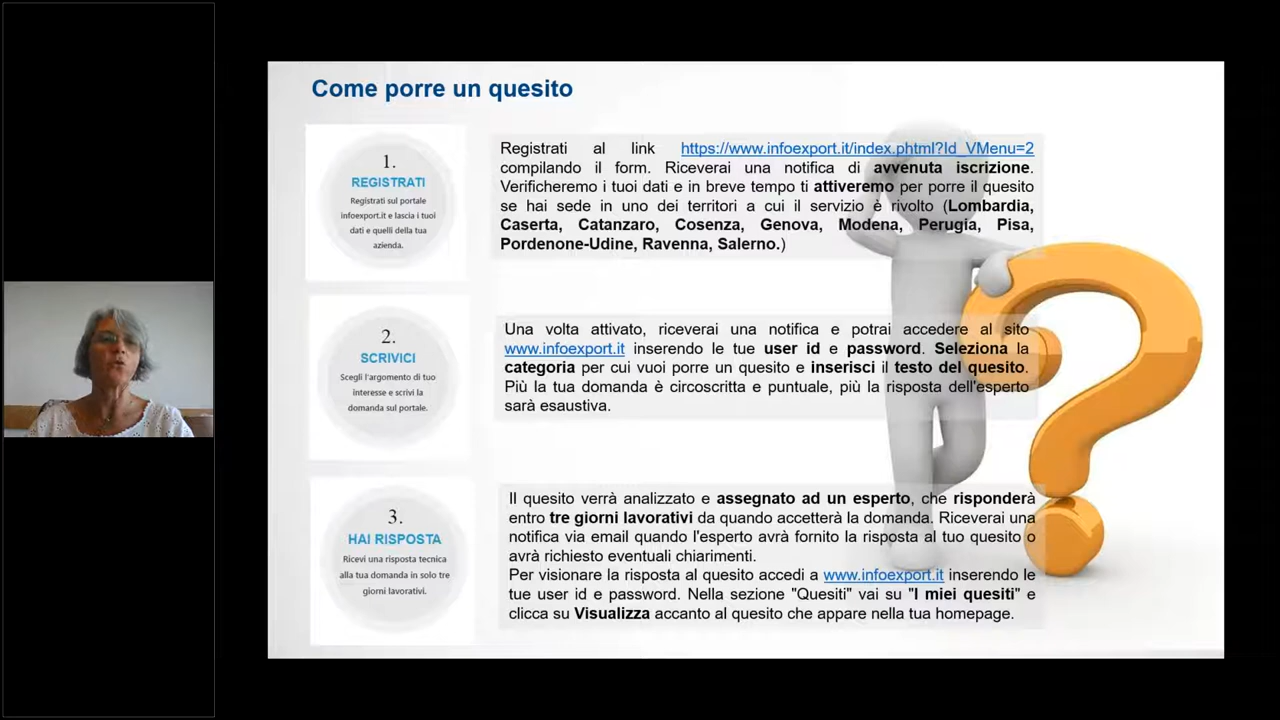 Come porre un quesito
1.
REGISTRATI
Registrati sul portale
infoexport.it e lascia i tuoi
dati e quelli della tua
azienda.
Registrati al link https://www.infoexport.it/index.phtml?Id_VMenu=2
compilando il form. Riceverai una notifica di avvenuta iscrizione.
Verificheremo i tuoi dati e in breve tempo ti attiveremo per porre il quesito
se hai sede in uno dei territori a cui il servizio è rivolto (Lombardia,
Caserta, Catanzaro, Cosenza, Genova, Modena, Perugia, Pisa,
Pordenone-Udine, Ravenna, Salerno.)
2.
SCRIVICI
Scegli l'argomento di tuo
interesse e scrivi la
domanda sul portale.
Una volta attivato, riceverai una notifica e potrai accedere al sito
www.infoexport.it inserendo le tue user id e password. Seleziona la
categoria per cui vuoi porre un quesito e inserisci il testo del quesito.
Più la tua domanda è circoscritta e puntuale, più la risposta dell'esperto
sarà esaustiva.
3.
HAI RISPOSTA
Ricevi una risposta tecnica
alla tua domanda in solo tre
giorni lavorativi.
Il quesito verrà analizzato e assegnato ad un esperto, che risponderà
entro tre giorni lavorativi da quando accetterà la domanda. Riceverai una
notifica via email quando l'esperto avrà fornito la risposta al tuo quesito o
avrà richiesto eventuali chiarimenti.
Per visionare la risposta al quesito accedi a www.infoexport.it inserendo le
tue user id e password. Nella sezione "Quesiti" vai su "I miei quesiti" e
clicca su Visualizza accanto al quesito che appare nella tua homepage.